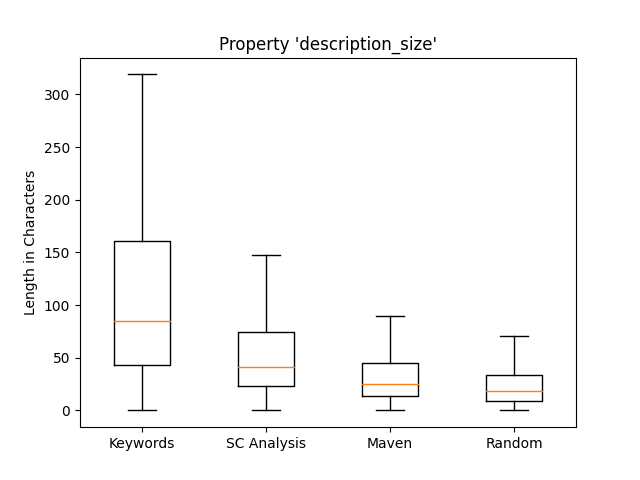 Property 'description_size'
Length in Characters
300
250
200
150
100
50
0
Keywords
SC Analysis
Maven
Random